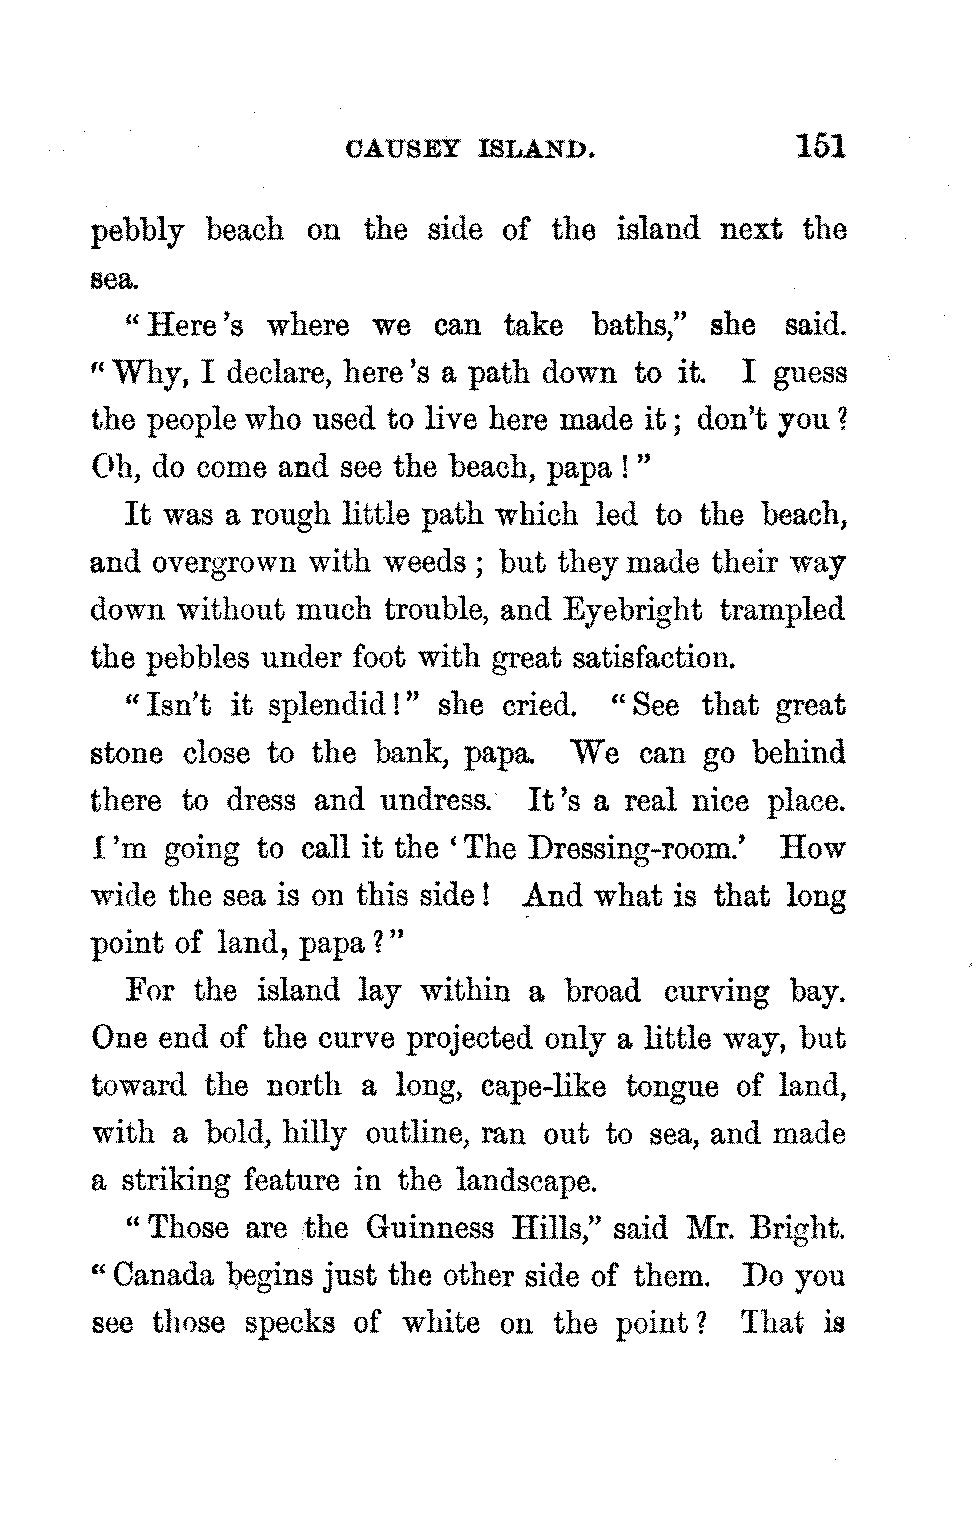 CAUSEY ISLAND. 151
pebbly beach on the side of the island next the
sea.
"Here's where we can take baths," she said.
"Why, I declare, here's a path down to it. I guess
the people who used to live here made it; don't you?
Oh, do come and see the beach, papa!"
It was a rough little path which led to the beach,
and overgrown with weeds; but they made their way
down without much trouble, and Eyebright trampled
the pebbles under foot with great satisfaction.
"Isn't it splendid!" she cried. "See that great
stone close to the bank, papa. We can go behind
there to dress and undress. It's a real nice place.
I'm going to call it the 'The Dressing-room.' How
wide the sea is on this side! And what is that long
point of land, papa?"
For the island lay within a broad curving bay.
One end of the curve projected only a little way, but
toward the north a long, cape-like tongue of land,
with a bold, hilly outline, ran out to sea, and made
a striking feature in the landscape.
"Those are the Guinness Hills," said Mr. Bright.
"Canada begins just the other side of them. Do you
see those specks of white on the point? That is